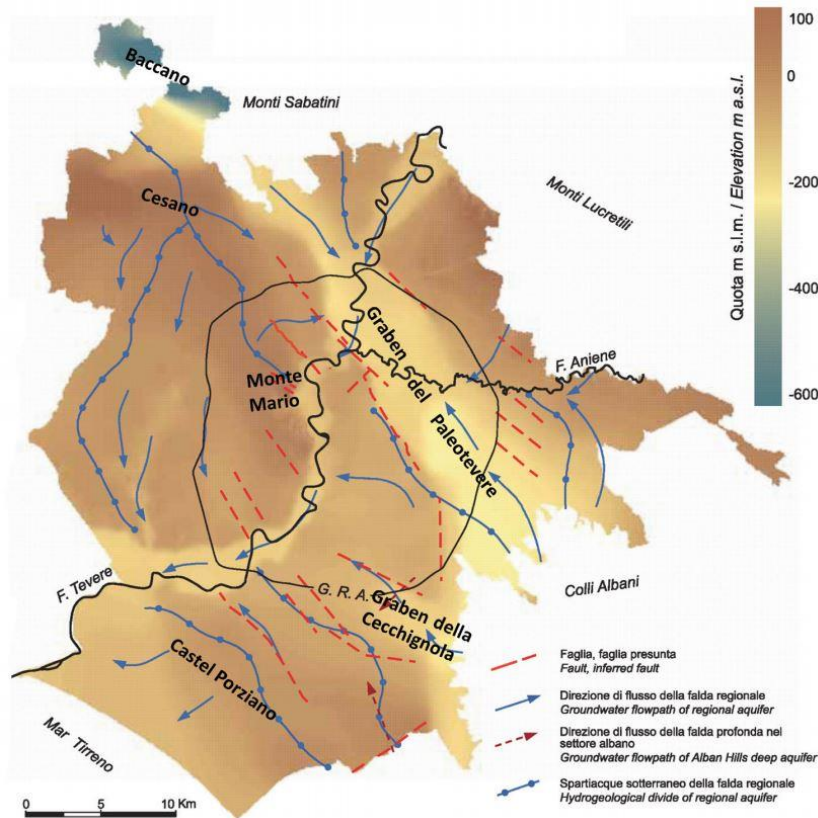 Baccano
Monti Sabatini
Cesano
Monti Lucretili
Graben
del
Paleotevere
F. Aniene
Monte
Mario
F. Tevere
G. R. A.
Graben della
Cecchignola
Colli Albani
Castel Porziano
Mar Tirreno
0 5 10 Km
100
0
-200
-400
-600
Quota m s.l.m. / Elevation m a.s.l.
Faglia, faglia presunta
Fault, inferred fault
Direzione di flusso della falda regionale
Groundwater flowpath of regional aquifer
Direzione di flusso della falda profonda nel
settore albano
Groundwater flowpath of Alban Hills deep aquifer
Spartiacque sotterraneo della falda regionale
Hydrogeological divide of regional aquifer